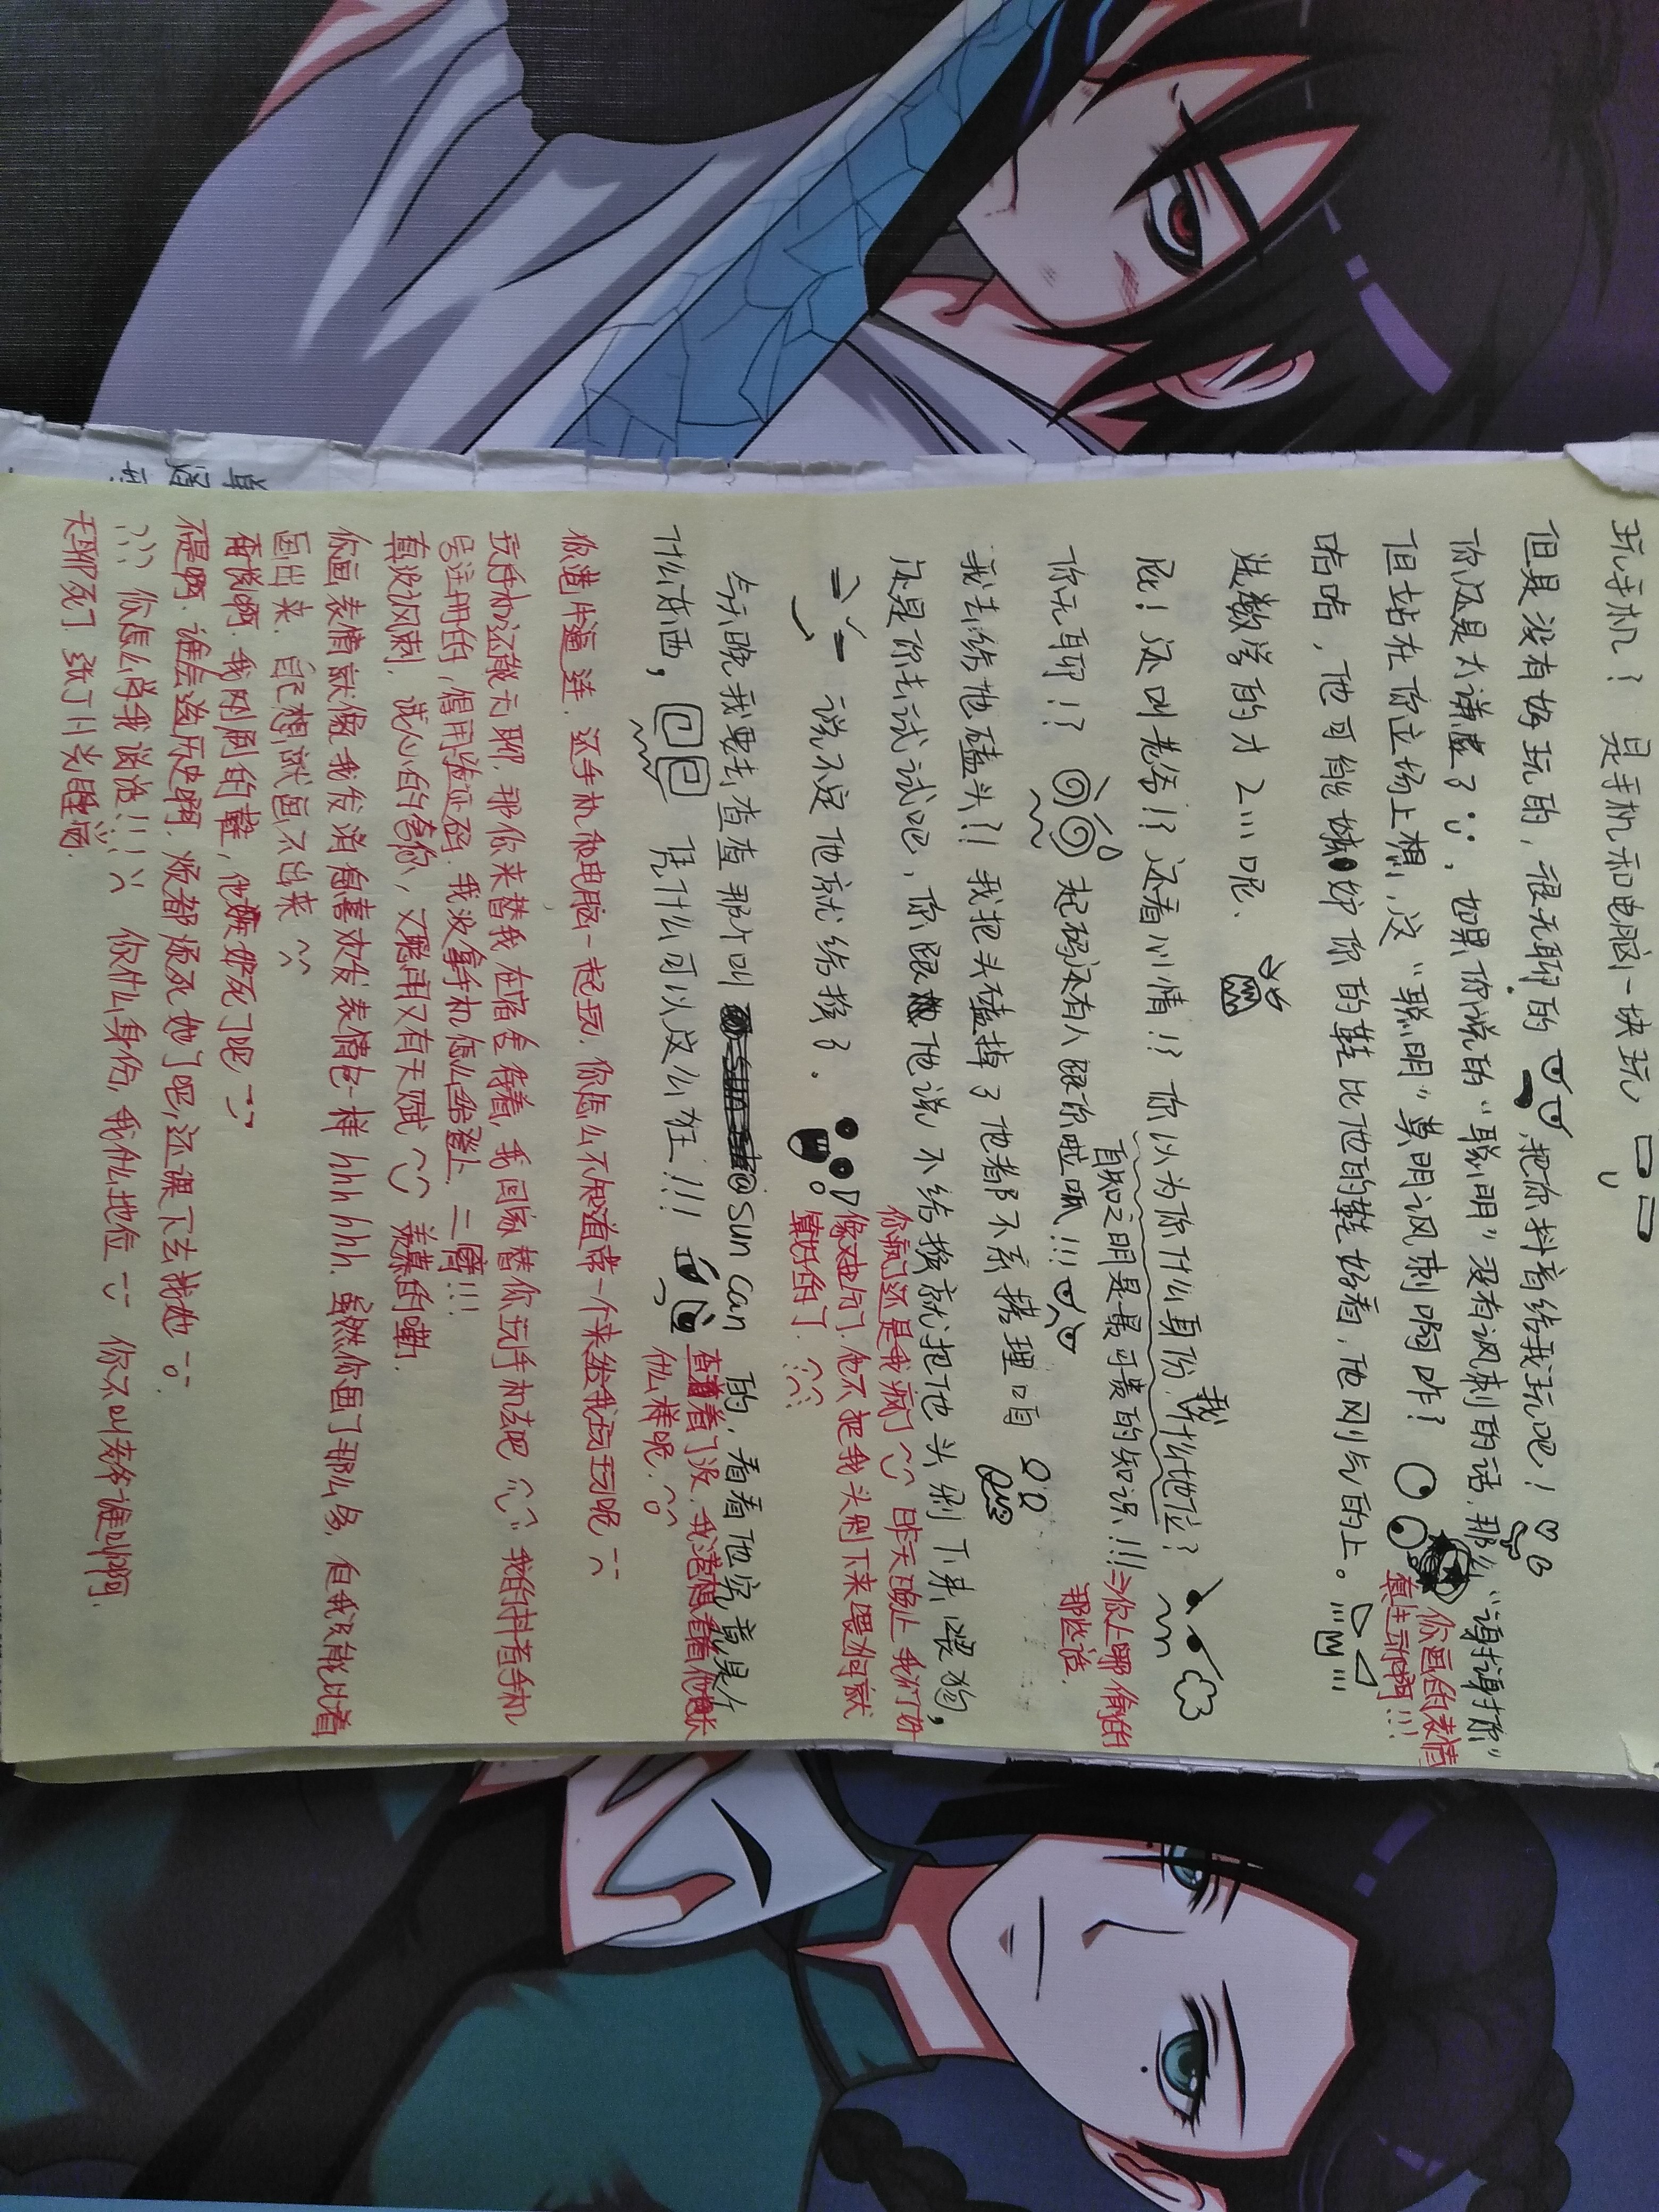 玩手机？ 是手机和电脑一块玩
但是没有好玩的，很无聊的 ，把你抖音给我玩吧！
你还是太谦虚了 ，如果你说的“聪明”没有讽刺的话，那么“谢谢你”
但站在你立场上想，这“聪明”莫明讽刺啊咋？
你画的表情
真生动啊!!!
哈哈，他可能嫉妒你的鞋比他的鞋好看，他刚气的上。
选数学的才2…呢．
屁！还叫老爷!？还看心情!？ 你以为你什么身份，我什么地位？
自知之明是最可贵的知识!!!
⇒你上哪偷的
那些话．
你无聊!？ 起码还有人跟你啦呱!!!
我去给他磕头?! 我把头磕掉了他都不系搭理咱
还是你去试试吧，你跟他说不给换就把他头剁下来喂狗，
说不定他就给换了．
你疯了还是我疯了 昨天晚上我们好
像又扣分了．他不把我头剁下来喂狗就
算好的了．
今天晚我要去查查那个叫 @sun can 的，看看他究竟是个
什么东西， 凭什么可以这么狂!!!
查着了没．我港想看看他长
什么样呢．
你港牛逼连．还手机和电脑一起玩．你怎么不知道带一个来给我玩玩呢
玩手机还能无聊．那你来替我在宿舍待着，我回家替你玩手机去吧 我的抖音手机
号注册的，得用验证码．我没拿手机怎么给登上．二臂!!!
真没讽刺．诚心的夸你，又聪明又有天赋 羡慕的嘞．
你画表情就像我发消息喜欢发表情包一样hhhhhh．虽然你画了那么多，但我只能比着
画出来．自己想就画不出来
再说啊．我刚刷的鞋，他嫉妒死了吧
不是啊．谁会选历史啊．烦都烦死她了吧，还课下去找她
??? 你怎么学我说话!!! 你什么身份，我什么地位 你不叫老爷谁叫啊．
无聊死了．